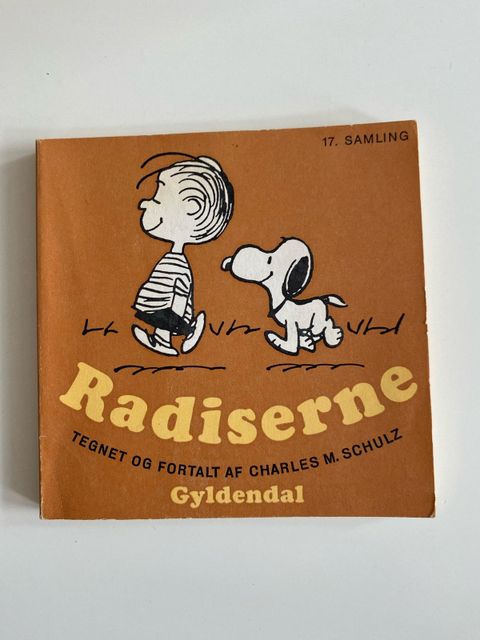 17. SAMLING
Radiserne
TEGNET OG FORTALT AF CHARLES M. SCHULZ
Gyldendal